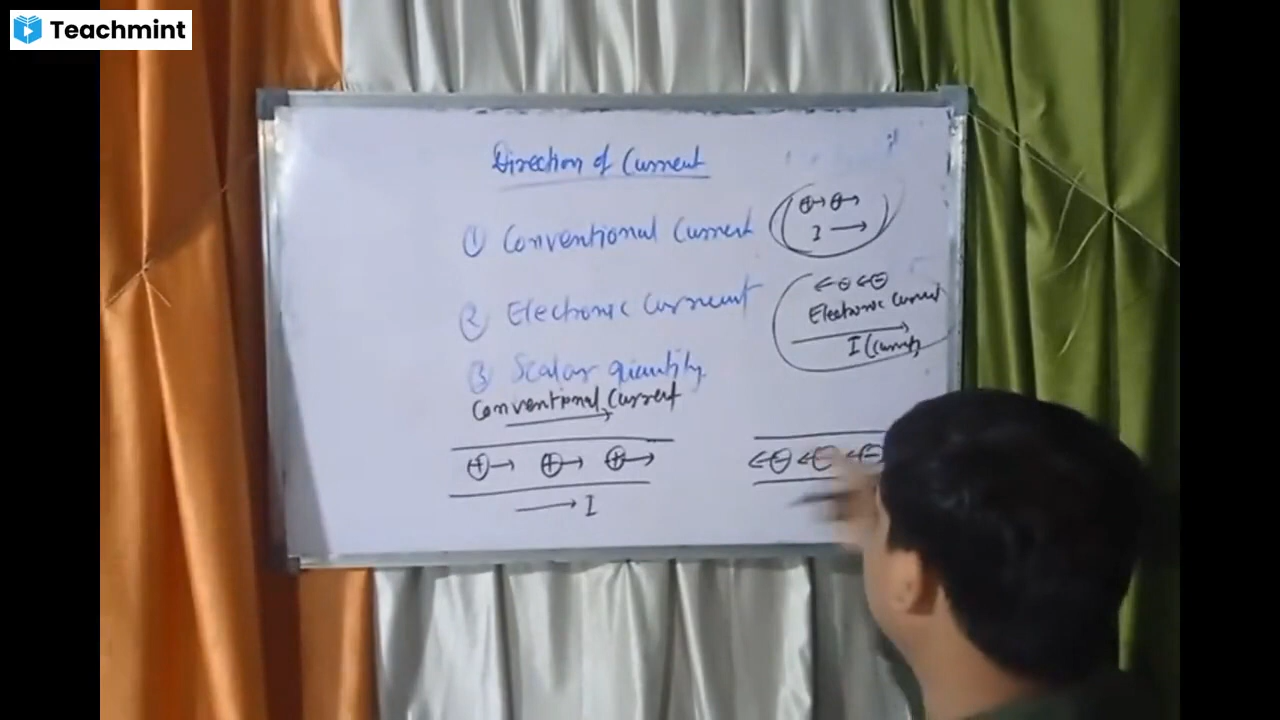 Teachmint
Direction of Current
① Conventional Current
⊕→ ⊕→
I →
② Electronic Current
←⊖ ←⊖
Electronic Current
→
I (Current)
③ Scalar quantity
Conventional Current
⊕→ ⊕→ ⊕→
→ I
←⊖ ←⊖ ←⊖